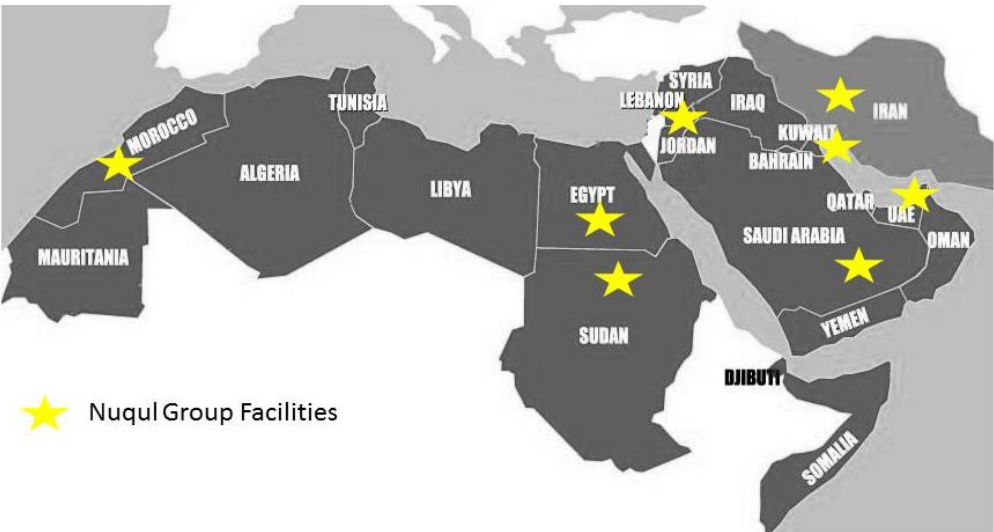 SYRIA
LEBANON
IRAQ
IRAN
TUNISIA
MOROCCO
KUWAIT
JORDAN
BAHRAIN
ALGERIA
LIBYA
EGYPT
QATAR
UAE
SAUDI ARABIA
OMAN
MAURITANIA
YEMEN
SUDAN
DJIBUTI
Nuqul Group Facilities
SOMALIA